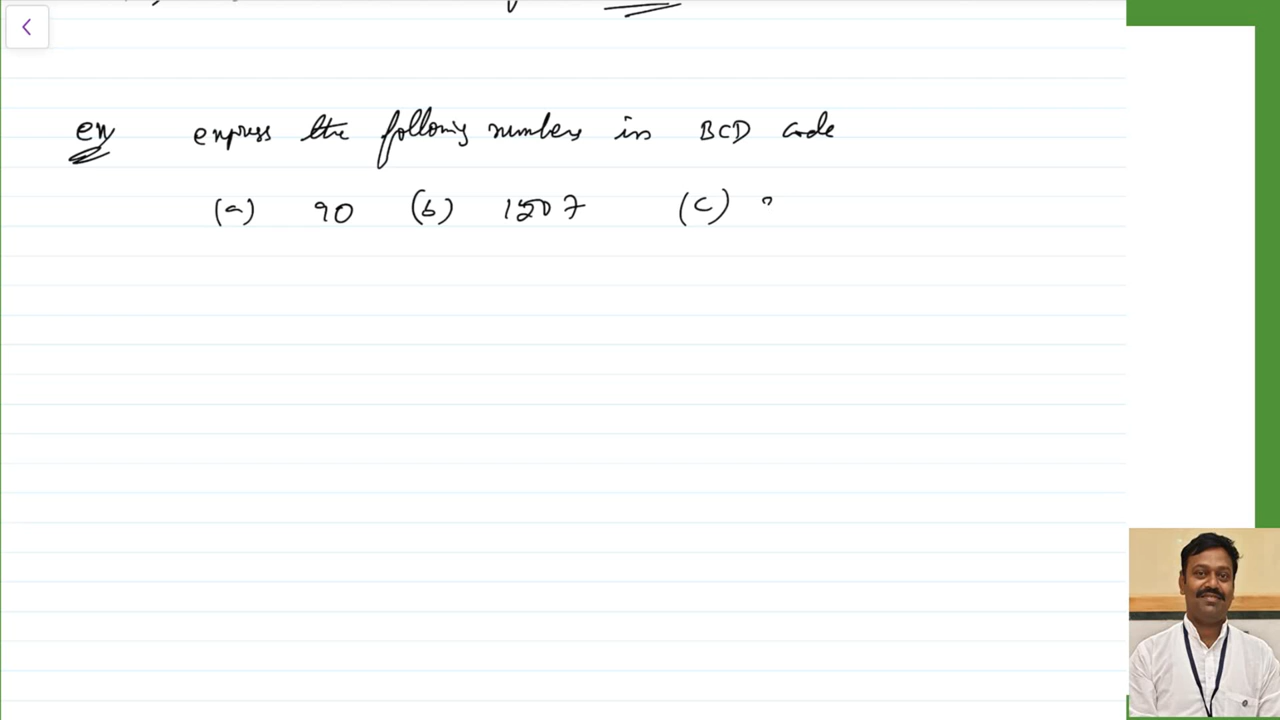 ex express the following numbers in BCD code
(a) 90 (b) 1507 (c)